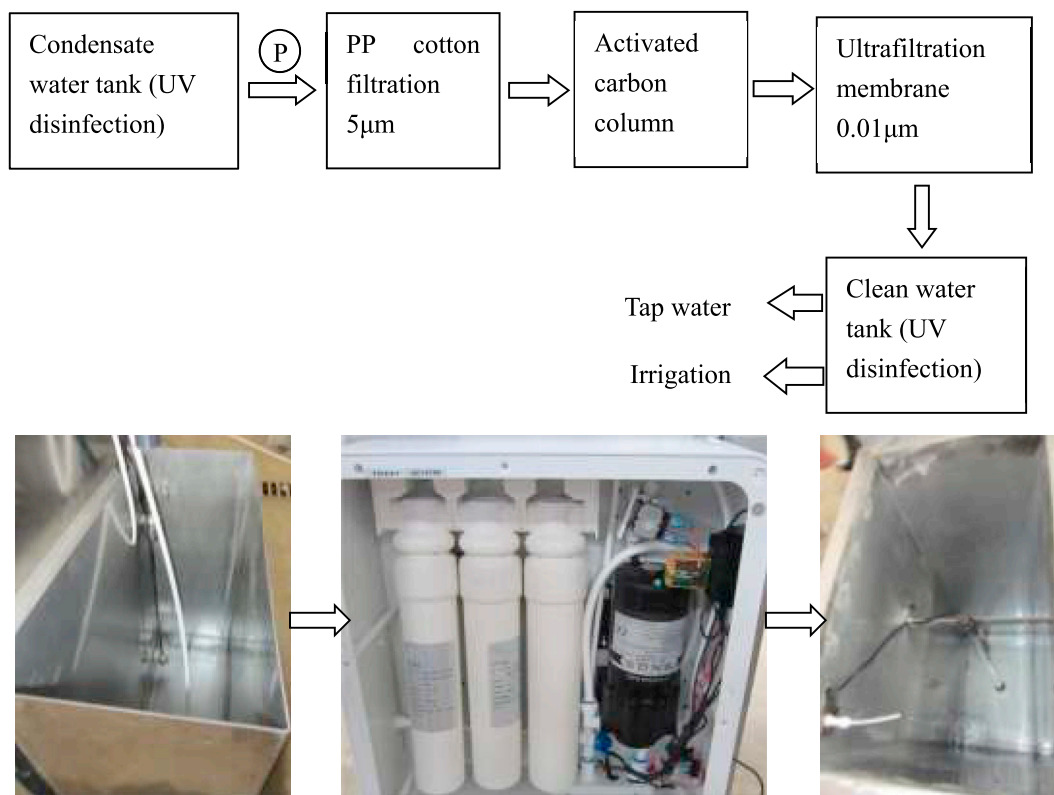 Condensate
water tank (UV
disinfection)
P
PP cotton
filtration
5μm
Activated
carbon
column
Ultrafiltration
membrane
0.01μm
Clean water
tank (UV
disinfection)
Tap water
Irrigation